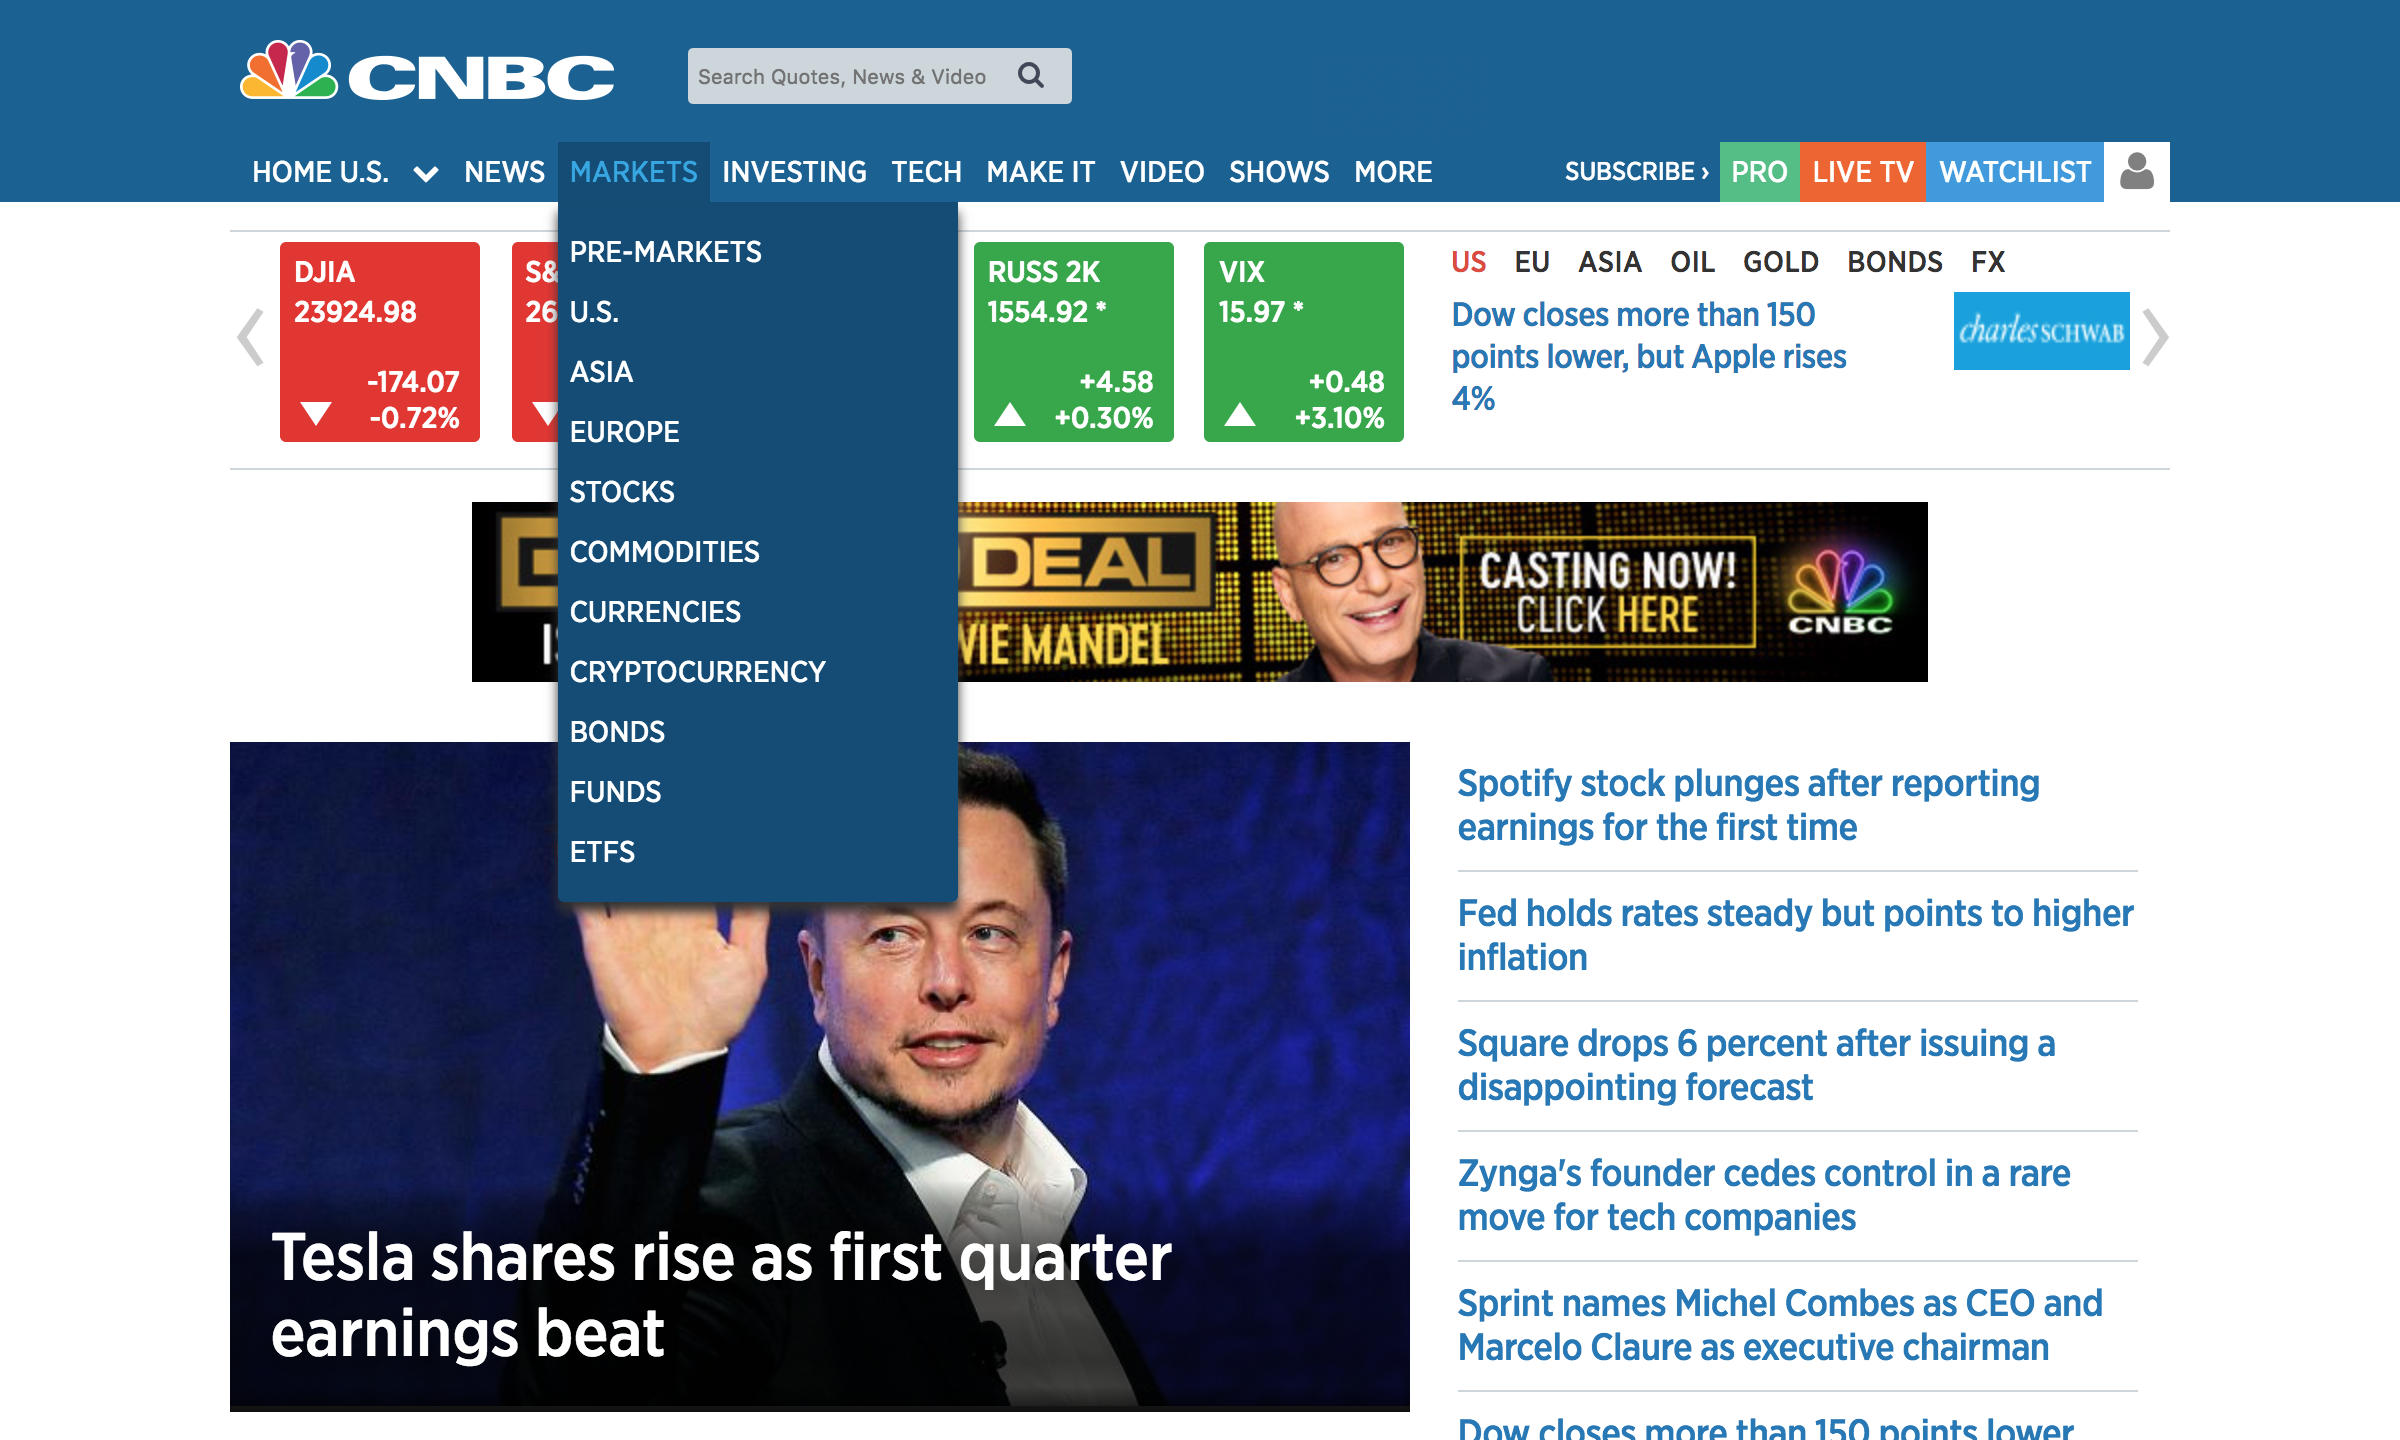 CNBC
Search Quotes, News & Video
HOME U.S. NEWS MARKETS INVESTING TECH MAKE IT VIDEO SHOWS MORE SUBSCRIBE › PRO LIVE TV WATCHLIST
PRE-MARKETS
U.S.
ASIA
EUROPE
STOCKS
COMMODITIES
CURRENCIES
CRYPTOCURRENCY
BONDS
FUNDS
ETFS
DJIA
23924.98
-174.07
-0.72%
S&
26
RUSS 2K
1554.92 *
+4.58
+0.30%
VIX
15.97 *
+0.48
+3.10%
US EU ASIA OIL GOLD BONDS FX
Dow closes more than 150
points lower, but Apple rises
4%
charles SCHWAB
DEAL
VIE MANDEL
CASTING NOW!
CLICK HERE
CNBC
Tesla shares rise as first quarter
earnings beat
Spotify stock plunges after reporting
earnings for the first time
Fed holds rates steady but points to higher
inflation
Square drops 6 percent after issuing a
disappointing forecast
Zynga's founder cedes control in a rare
move for tech companies
Sprint names Michel Combes as CEO and
Marcelo Claure as executive chairman
Dow closes more than 150 points lower